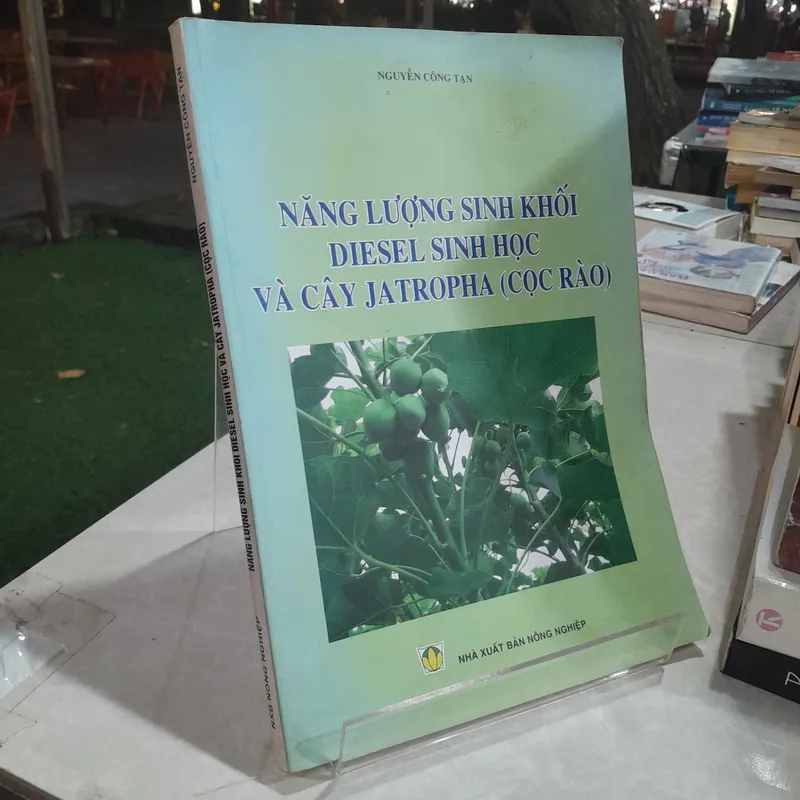 NGUYỄN CÔNG TẠN
NĂNG LƯỢNG SINH KHỐI
DIESEL SINH HỌC
VÀ CÂY JATROPHA (CỌC RÀO)
NHÀ XUẤT BẢN NÔNG NGHIỆP
NGUYỄN CÔNG TẠN
NĂNG LƯỢNG SINH KHỐI DIESEL SINH HỌC VÀ CÂY JATROPHA (CỌC RÀO)
NXB NÔNG NGHIỆP